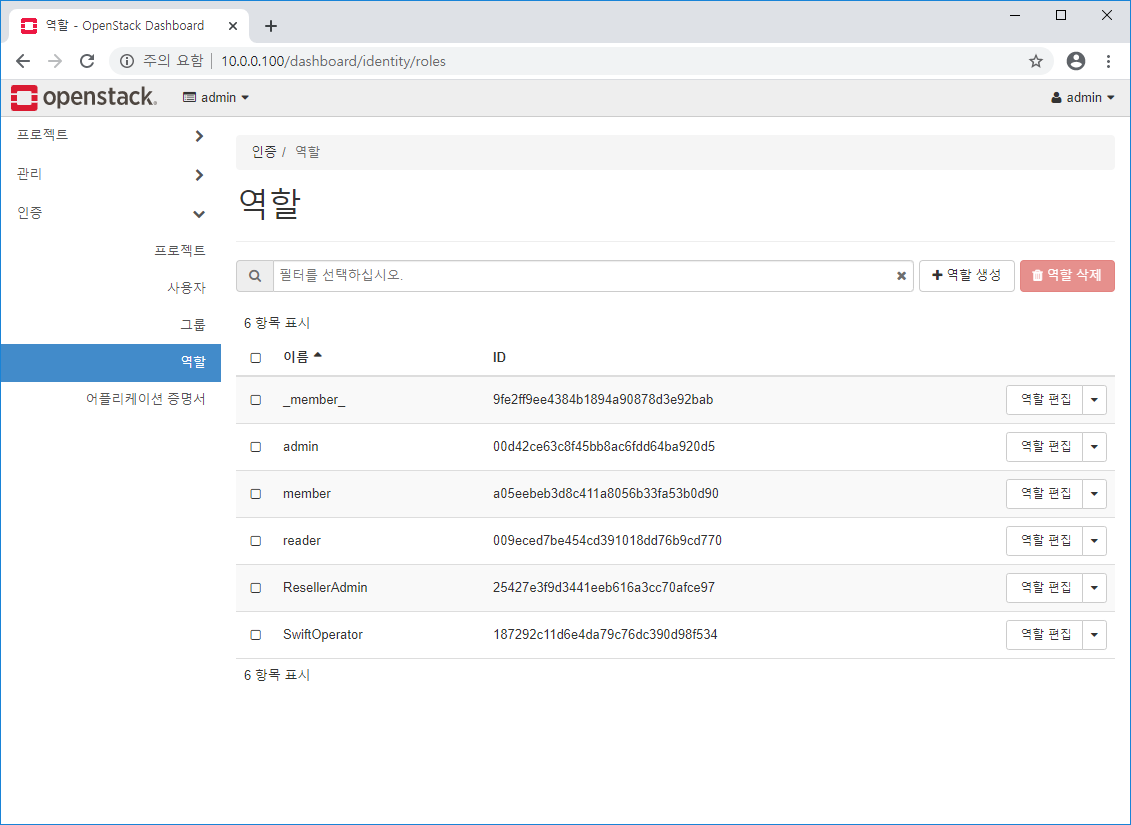 역할 - OpenStack Dashboard
주의 요함 | 10.0.0.100/dashboard/identity/roles
openstack. admin admin
프로젝트
관리
인증
프로젝트
사용자
그룹
역할
어플리케이션 증명서
인증 / 역할
역할
필터를 선택하십시오. 역할 생성 역할 삭제
6 항목 표시
이름 ID
_member_ 9fe2ff9ee4384b1894a90878d3e92bab 역할 편집
admin 00d42ce63c8f45bb8ac6fdd64ba920d5 역할 편집
member a05eebeb3d8c411a8056b33fa53b0d90 역할 편집
reader 009eced7be454cd391018dd76b9cd770 역할 편집
ResellerAdmin 25427e3f9d3441eeb616a3cc70afce97 역할 편집
SwiftOperator 187292c11d6e4da79c76dc390d98f534 역할 편집
6 항목 표시